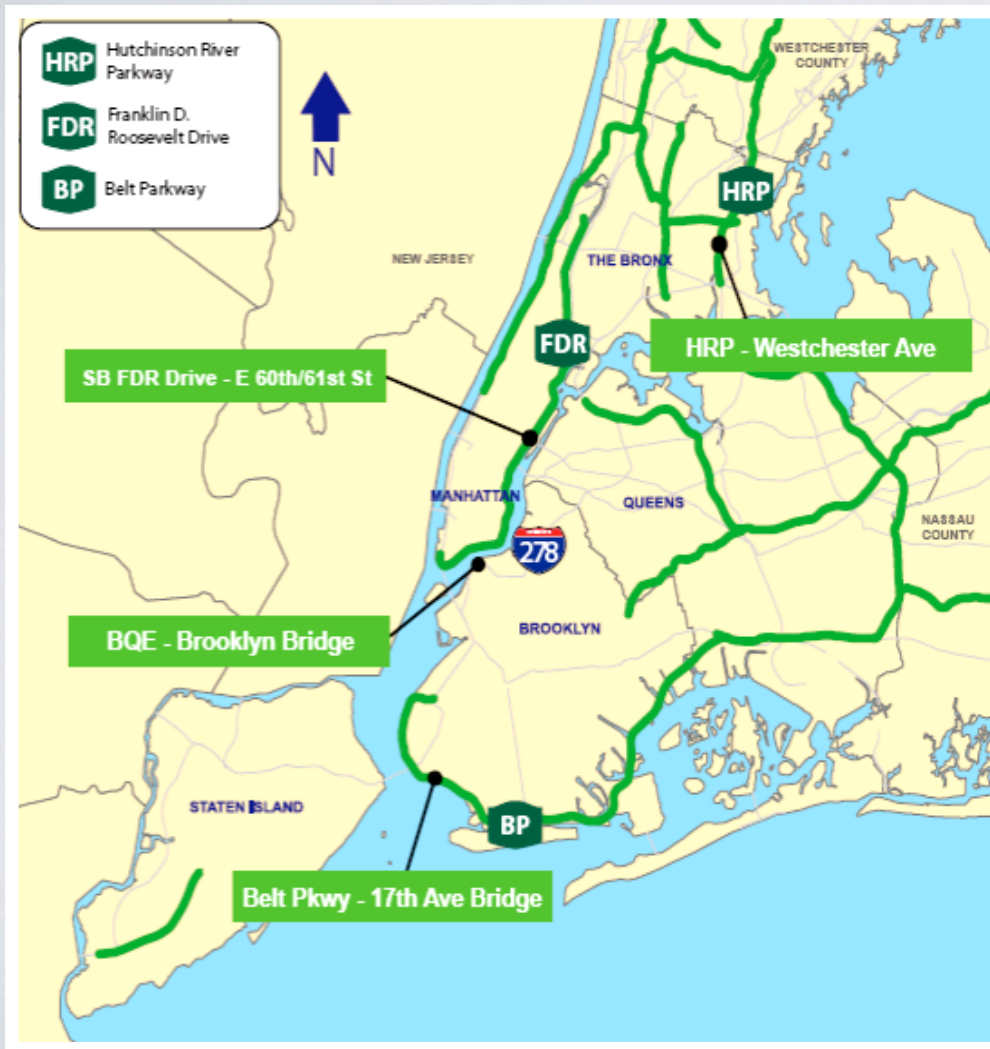 HRP
Hutchinson River
Parkway
FDR
Franklin D.
Roosevelt Drive
BP
Belt Parkway
N
WESTCHESTER
COUNTY
HRP
NEW JERSEY
THE BRONX
FDR
HRP - Westchester Ave
SB FDR Drive - E 60th/61st St
MANHATTAN
QUEENS
NASSAU
COUNTY
278
BROOKLYN
BQE - Brooklyn Bridge
STATEN ISLAND
BP
Belt Pkwy - 17th Ave Bridge